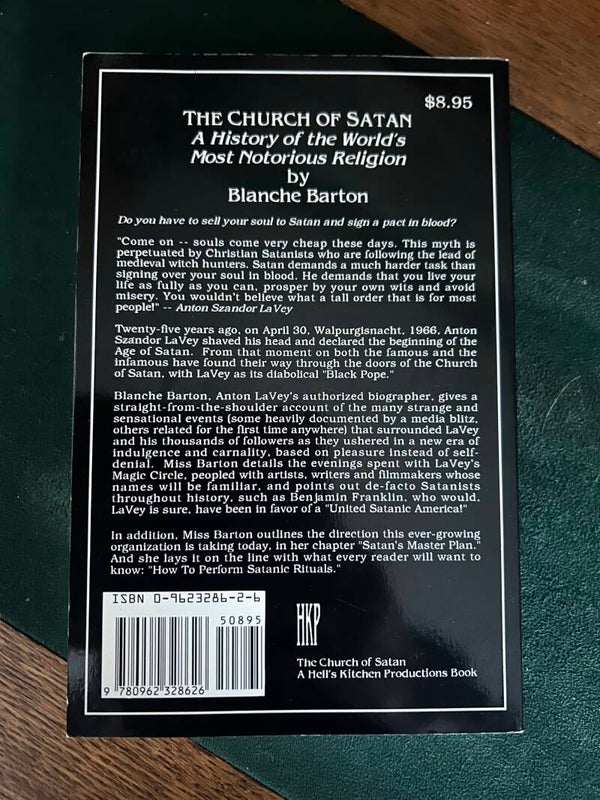 $8.95
THE CHURCH OF SATAN
A History of the World's
Most Notorious Religion
by
Blanche Barton
Do you have to sell your soul to Satan and sign a pact in blood?
"Come on -- souls come very cheap these days. This myth is
perpetuated by Christian Satanists who are following the lead of
medieval witch hunters. Satan demands a much harder task than
signing over your soul in blood. He demands that you live your
life as fully as you can, prosper by your own wits and avoid
misery. You wouldn't believe what a tall order that is for most
people!" -- Anton Szandor LaVey
Twenty-five years ago, on April 30, Walpurgisnacht, 1966, Anton
Szandor LaVey shaved his head and declared the beginning of the
Age of Satan. From that moment on both the famous and the
infamous have found their way through the doors of the Church
of Satan, with LaVey as its diabolical "Black Pope."
Blanche Barton, Anton LaVey's authorized biographer, gives a
straight-from-the-shoulder account of the many strange and
sensational events (some heavily documented by a media blitz,
others related for the first time anywhere) that surrounded LaVey
and his thousands of followers as they ushered in a new era of
indulgence and carnality, based on pleasure instead of self-
denial. Miss Barton details the evenings spent with LaVey's
Magic Circle, peopled with artists, writers and filmmakers whose
names will be familiar, and points out de-facto Satanists
throughout history, such as Benjamin Franklin, who would,
LaVey is sure, have been in favor of a "United Satanic America!"
In addition, Miss Barton outlines the direction this ever-growing
organization is taking today, in her chapter "Satan's Master Plan."
And she lays it on the line with what every reader will want to
know: "How To Perform Satanic Rituals."
ISBN 0-9623286-2-6
50895
9 780962 328626
HKP
The Church of Satan
A Hell's Kitchen Productions Book